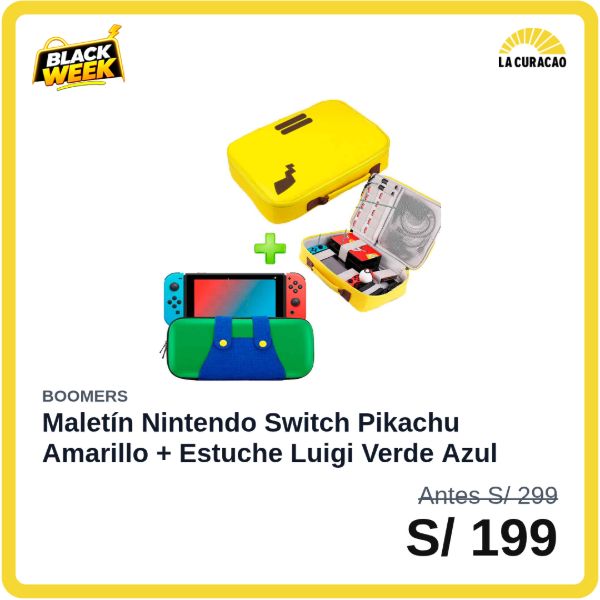 BLACK
WEEK
LA CURACAO
BOOMERS
Maletín Nintendo Switch Pikachu
Amarillo + Estuche Luigi Verde Azul
Antes S/ 299
S/ 199